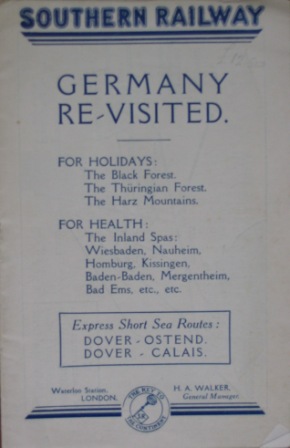 SOUTHERN RAILWAY
GERMANY
RE-VISITED.
FOR HOLIDAYS:
The Black Forest.
The Thüringian Forest.
The Harz Mountains.
FOR HEALTH:
The Inland Spas:
Wiesbaden, Nauheim,
Homburg, Kissingen,
Baden-Baden, Mergentheim,
Bad Ems, etc., etc.
Express Short Sea Routes:
DOVER - OSTEND.
DOVER - CALAIS.
Waterloo Station,
LONDON.
THE KEY TO
THE CONTINENT
SR
H. A. WALKER,
General Manager.